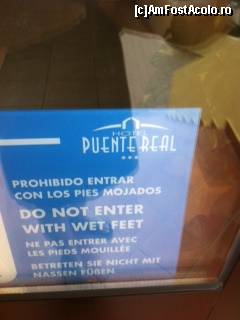 [c]AmFostAcolo.ro
HOTEL
PUENTE REAL
PROHIBIDO ENTRAR
CON LOS PIES MOJADOS
DO NOT ENTER
WITH WET FEET
NE PAS ENTRER AVEC
LES PIEDS MOUILLÉE
BETRETEN SIE NICHT MIT
NASSEN FÜßEN